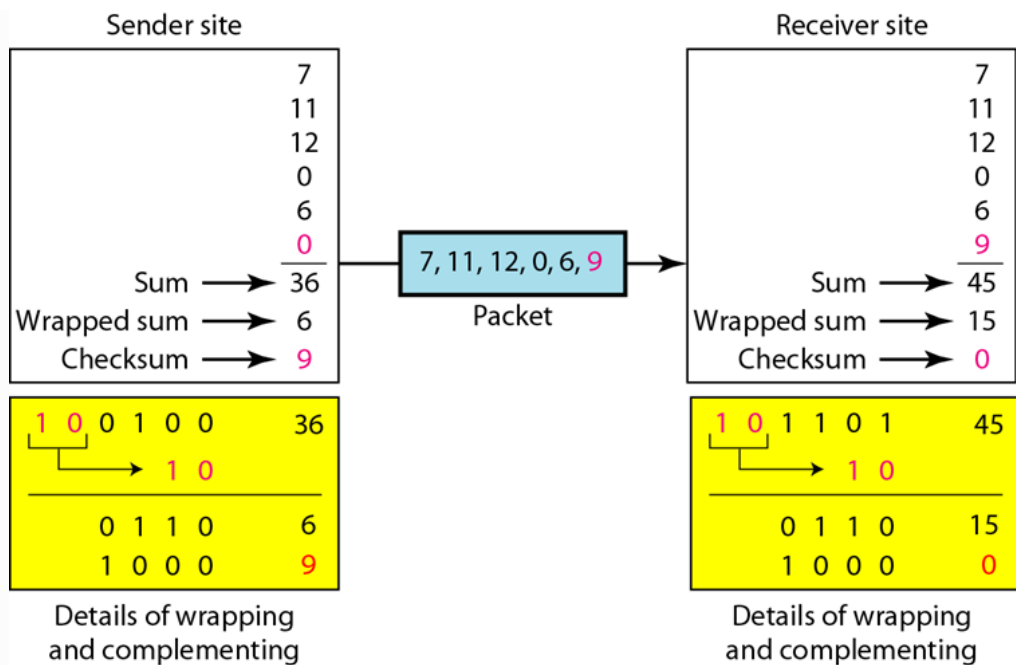 Sender site
7
11
12
0
6
0
Sum 36
Wrapped sum 6
Checksum 9
1 0 0 1 0 0 36
1 0
0 1 1 0 6
1 0 0 0 9
Details of wrapping
and complementing
7, 11, 12, 0, 6, 9
Packet
Receiver site
7
11
12
0
6
9
Sum 45
Wrapped sum 15
Checksum 0
1 0 1 1 0 1 45
1 0
0 1 1 0 15
1 0 0 0 0
Details of wrapping
and complementing